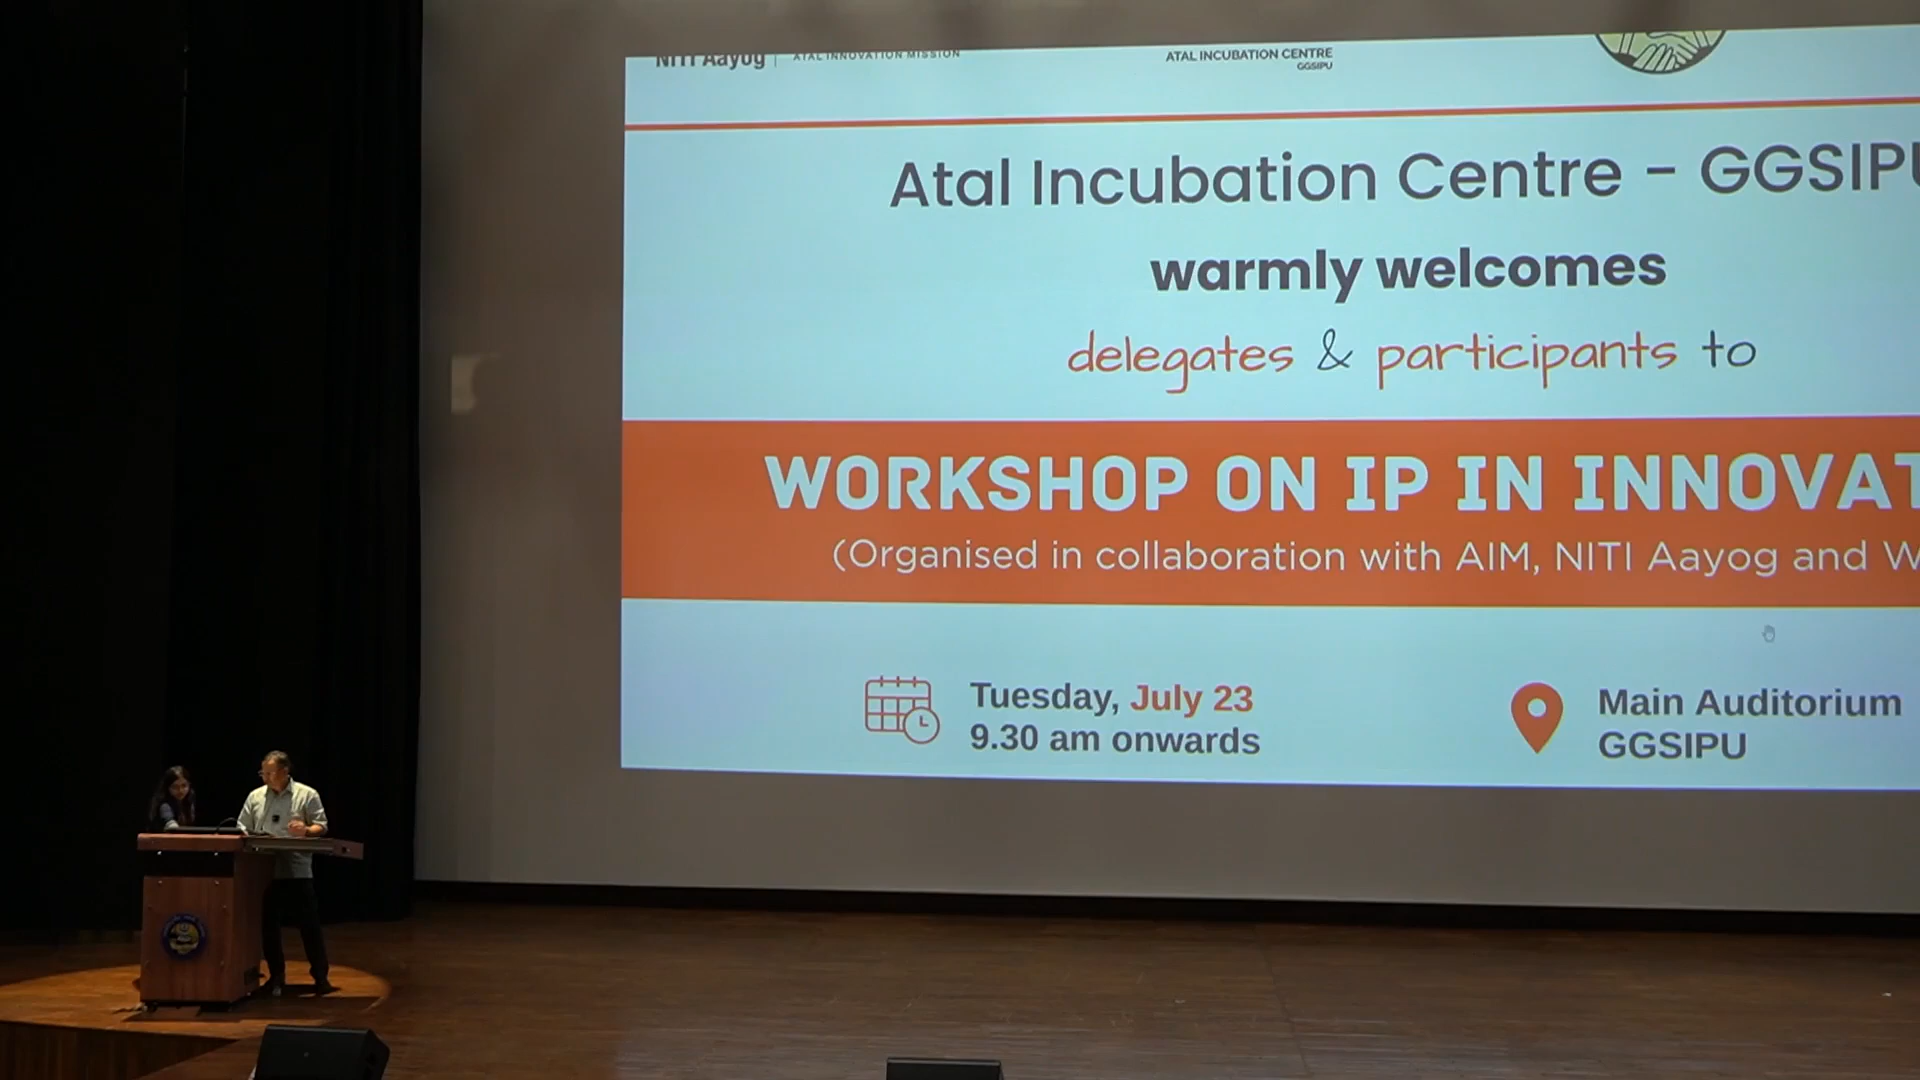 NITI Aayog | ATAL INNOVATION MISSION
ATAL INCUBATION CENTRE
GGSIPU
Atal Incubation Centre - GGSIPU
warmly welcomes
delegates & participants to
WORKSHOP ON IP IN INNOVAT
(Organised in collaboration with AIM, NITI Aayog and W
Tuesday, July 23
9.30 am onwards
Main Auditorium
GGSIPU